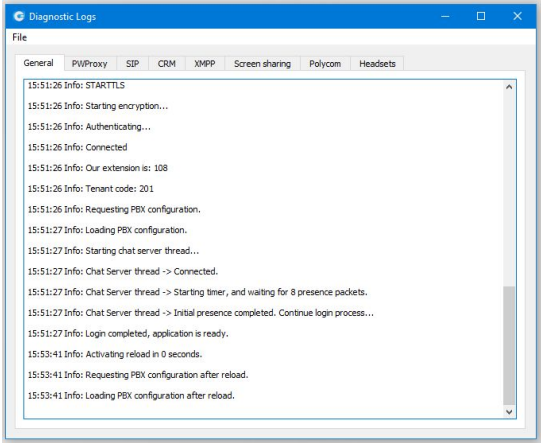 Diagnostic Logs
File
General PWProxy SIP CRM XMPP Screen sharing Polycom Headsets
15:51:26 Info: STARTTLS
15:51:26 Info: Starting encryption...
15:51:26 Info: Authenticating...
15:51:26 Info: Connected
15:51:26 Info: Our extension is: 108
15:51:26 Info: Tenant code: 201
15:51:26 Info: Requesting PBX configuration.
15:51:27 Info: Loading PBX configuration.
15:51:27 Info: Starting chat server thread...
15:51:27 Info: Chat Server thread -> Connected.
15:51:27 Info: Chat Server thread -> Starting timer, and waiting for 8 presence packets.
15:51:27 Info: Chat Server thread -> Initial presence completed. Continue login process...
15:51:27 Info: Login completed, application is ready.
15:53:41 Info: Activating reload in 0 seconds.
15:53:41 Info: Requesting PBX configuration after reload.
15:53:41 Info: Loading PBX configuration after reload.